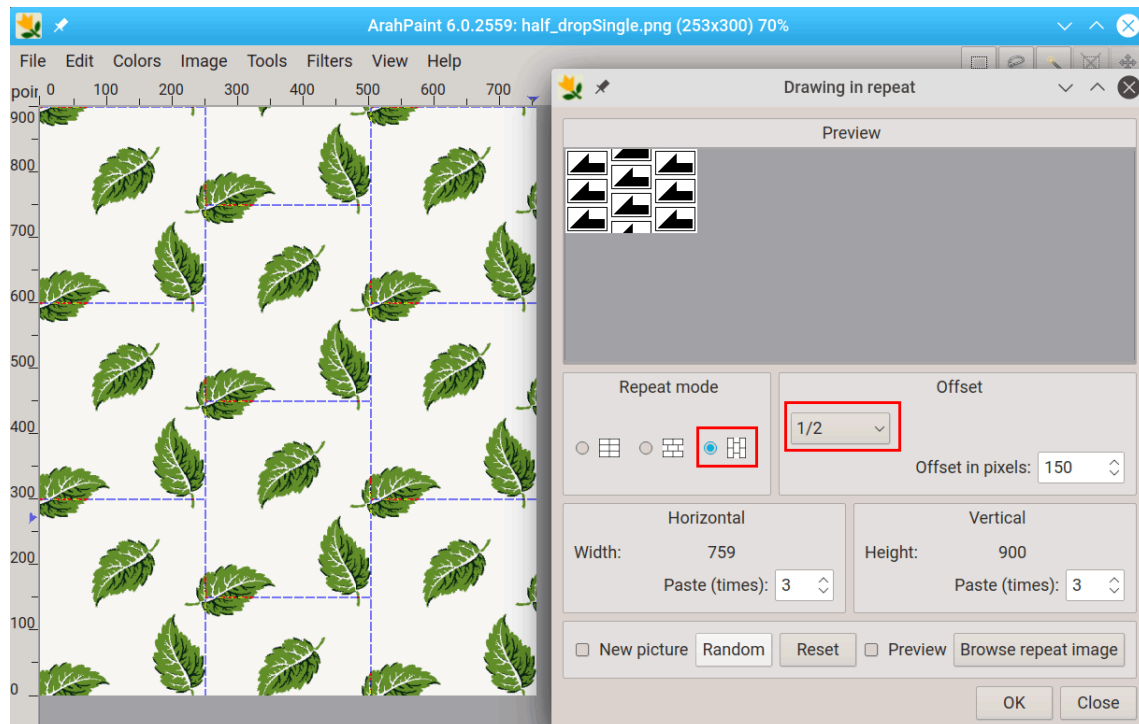 ArahPaint 6.0.2559: half_dropSingle.png (253x300) 70%
File Edit Colors Image Tools Filters View Help
poir 0 100 200 300 400 500 600 700
900
800
700
600
500
400
300
200
100
0
Drawing in repeat
Preview
Repeat mode
Offset
1/2
Offset in pixels: 150
Horizontal
Vertical
Width: 759
Height: 900
Paste (times): 3
Paste (times): 3
New picture Random Reset Preview Browse repeat image
OK Close